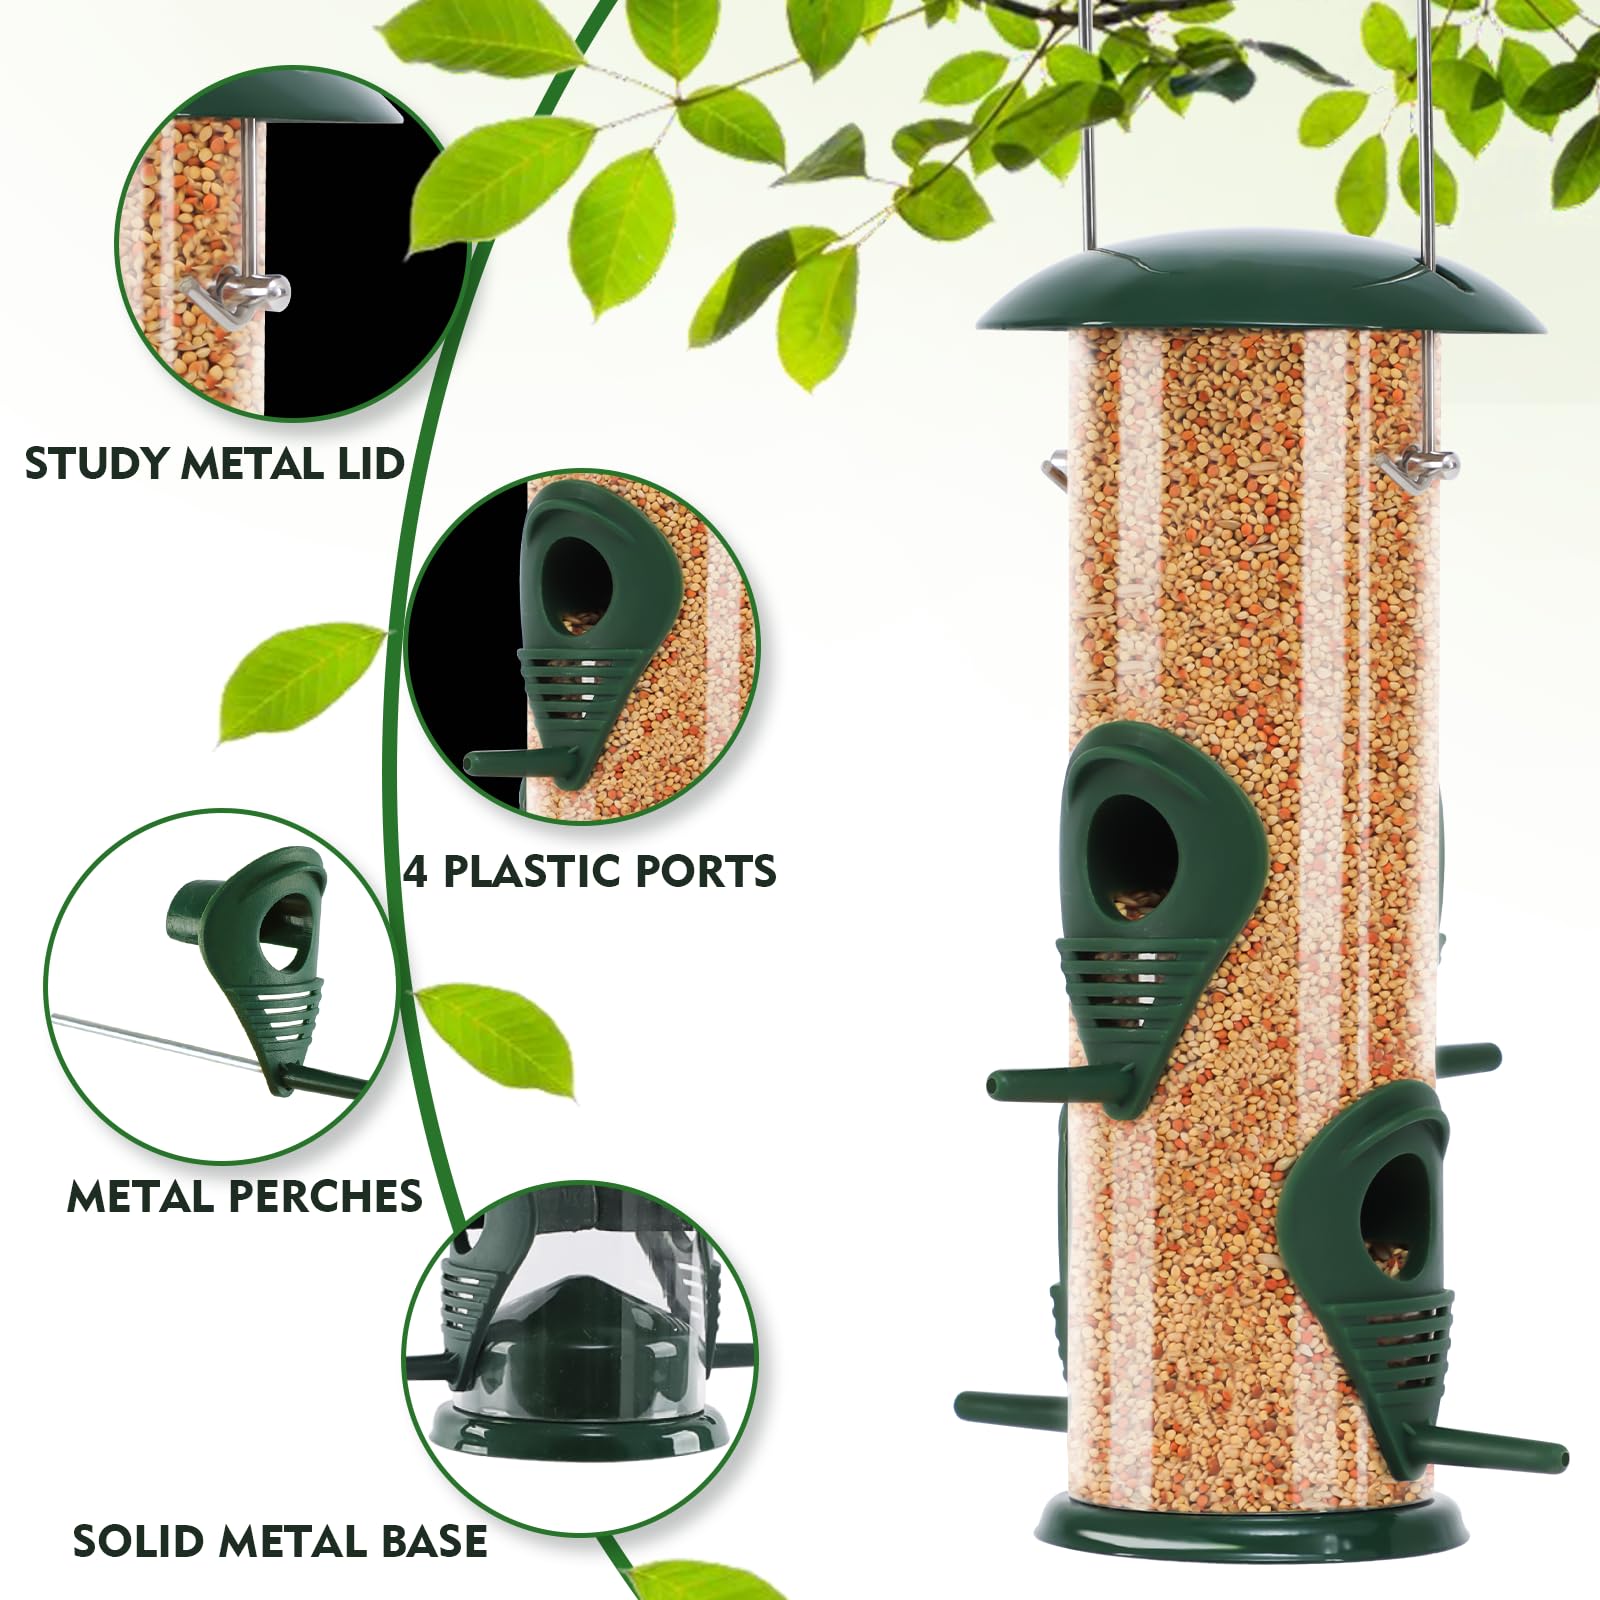 STUDY METAL LID
4 PLASTIC PORTS
METAL PERCHES
SOLID METAL BASE